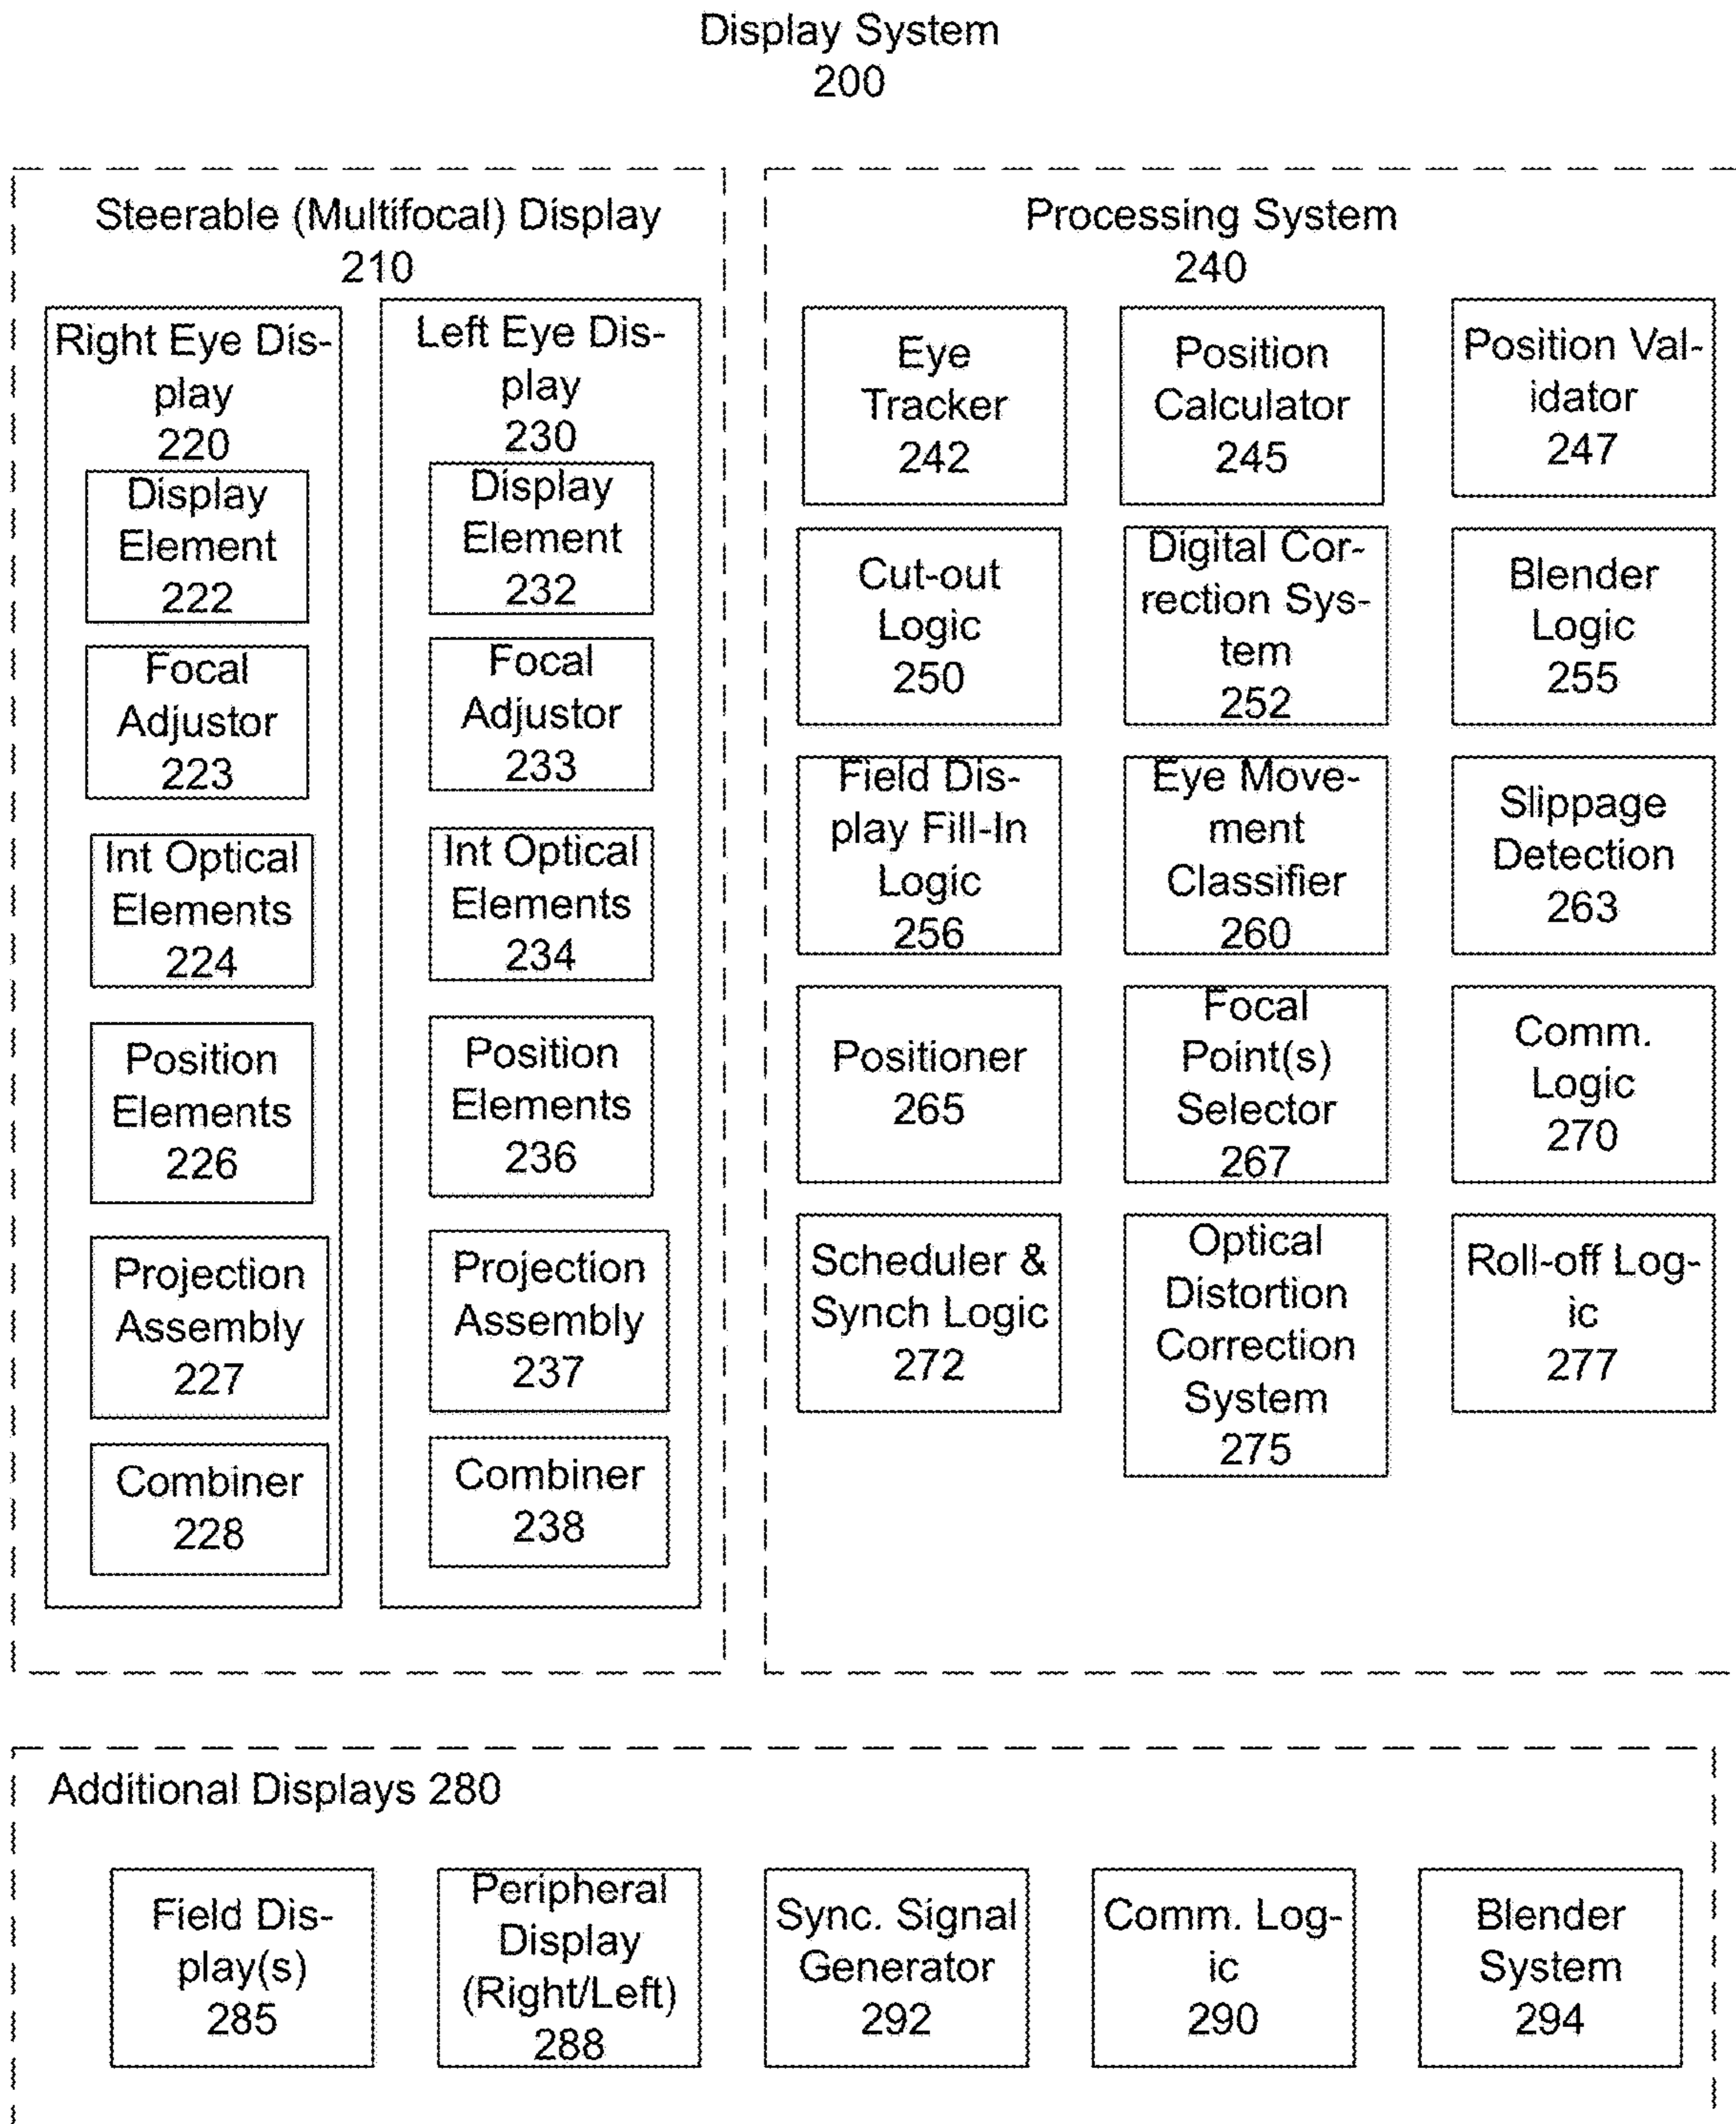 Display System
200
Steerable (Multifocal) Display
210
Right Eye Dis-
play
220
Display
Element
222
Focal
Adjustor
223
Int Optical
Elements
224
Position
Elements
226
Projection
Assembly
227
Combiner
228
Left Eye Dis-
play
230
Display
Element
232
Focal
Adjustor
233
Int Optical
Elements
234
Position
Elements
236
Projection
Assembly
237
Combiner
238
Processing System
240
Eye
Tracker
242
Position
Calculator
245
Position Val-
idator
247
Cut-out
Logic
250
Digital Cor-
rection Sys-
tem
252
Blender
Logic
255
Field Dis-
play Fill-In
Logic
256
Eye Move-
ment
Classifier
260
Slippage
Detection
263
Positioner
265
Focal
Point(s)
Selector
267
Comm.
Logic
270
Scheduler &
Synch Logic
272
Optical
Distortion
Correction
System
275
Roll-off Log-
ic
277
Additional Displays 280
Field Dis-
play(s)
285
Peripheral
Display
(Right/Left)
288
Sync. Signal
Generator
292
Comm. Log-
ic
290
Blender
System
294